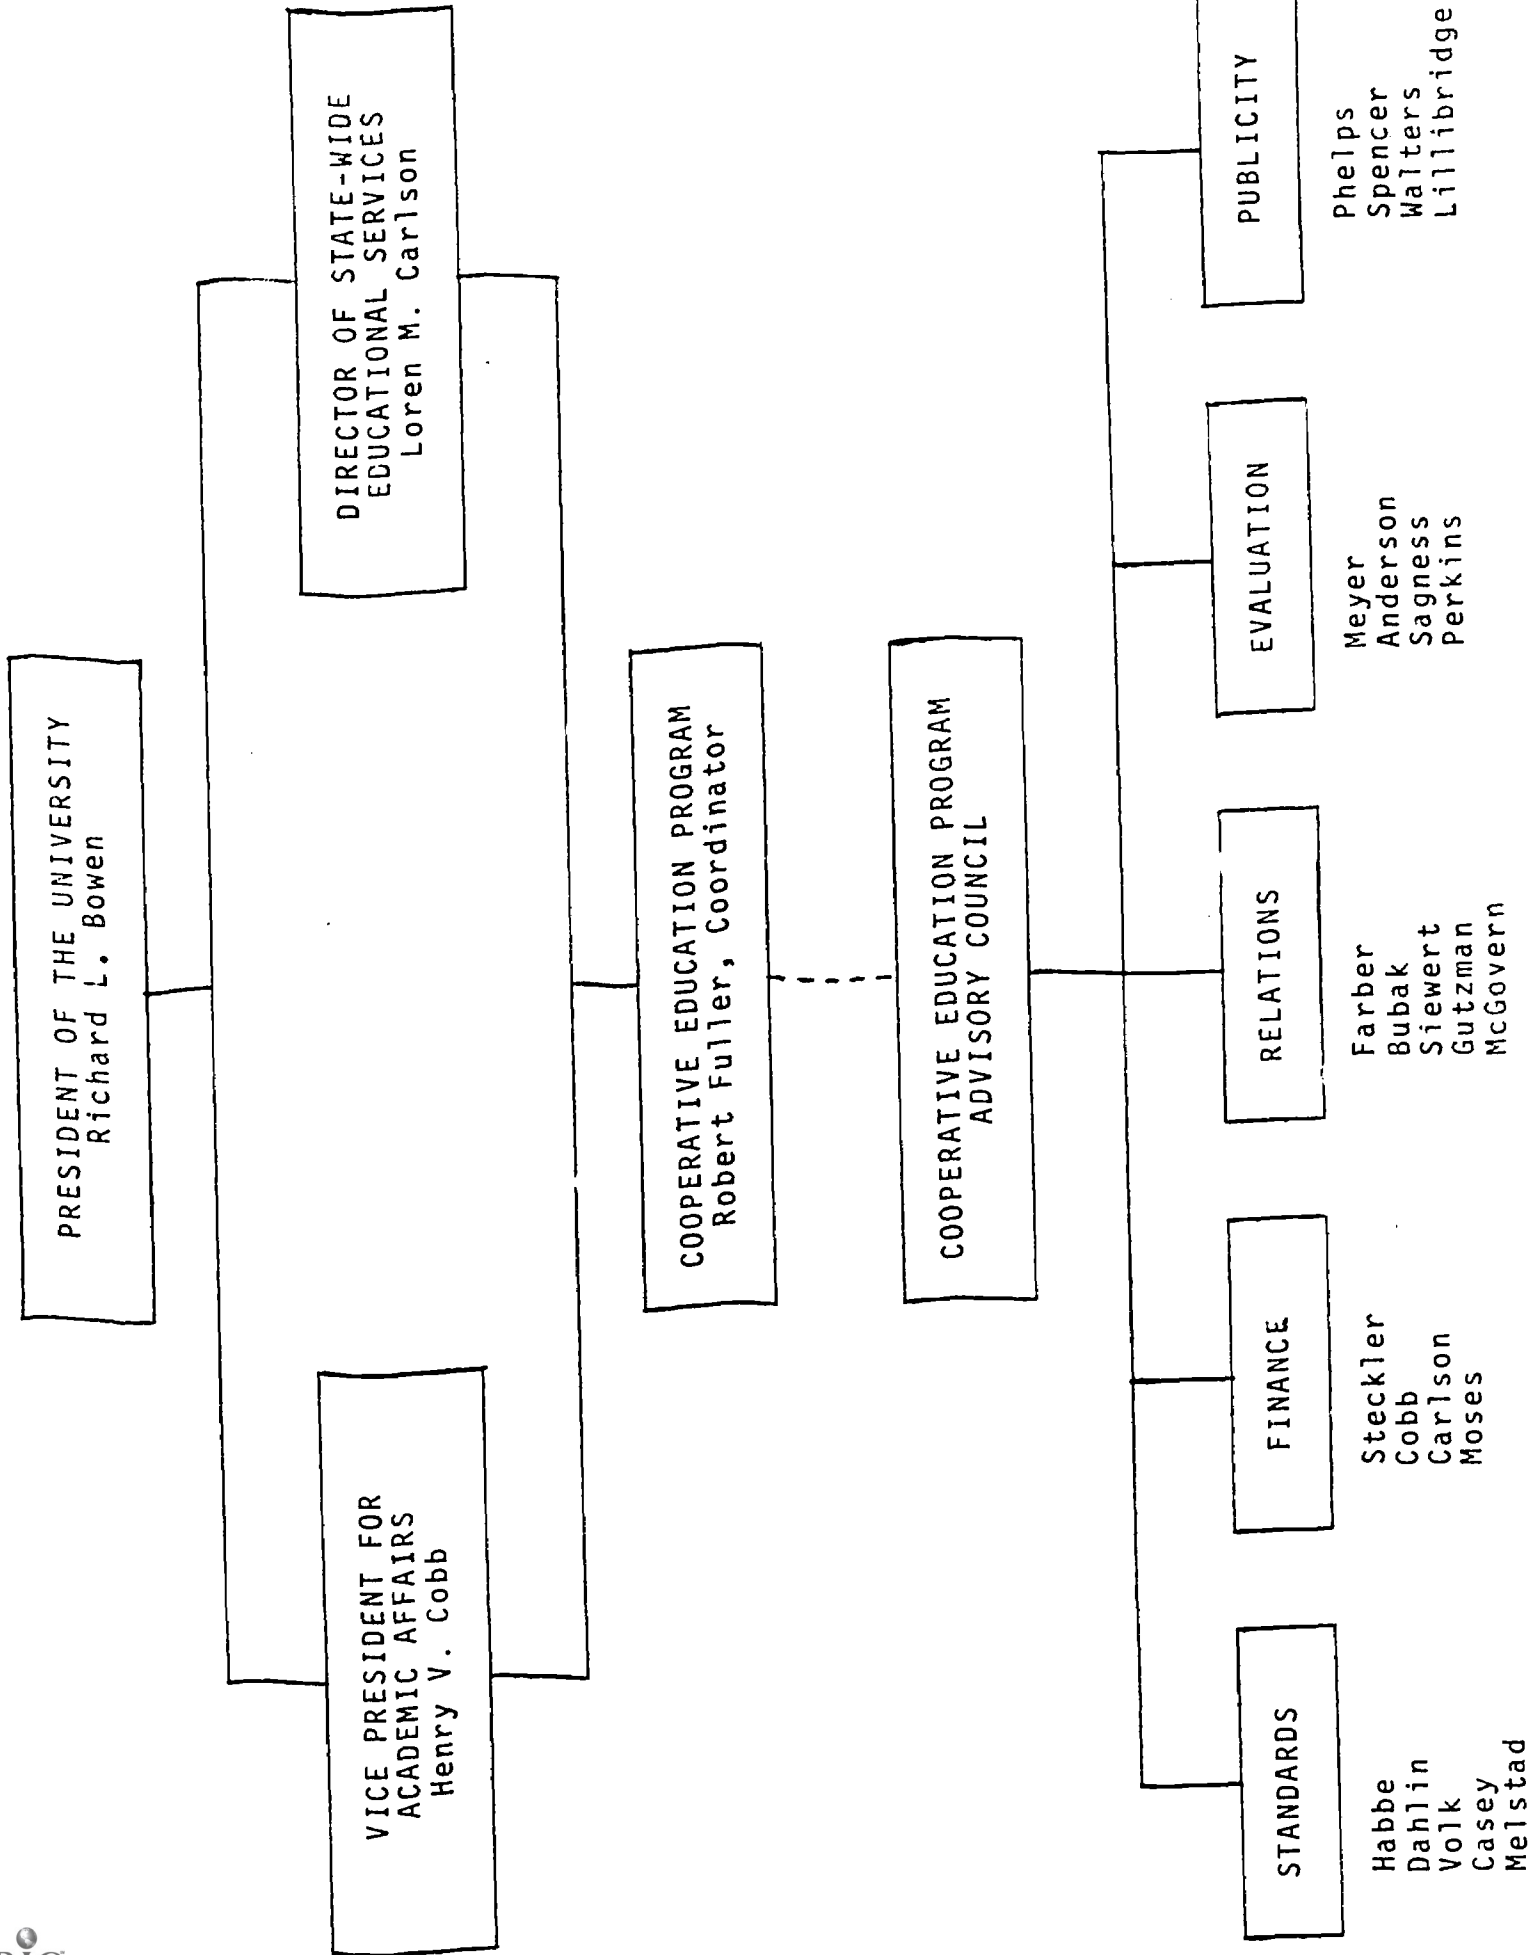 PRESIDENT OF THE UNIVERSITY
Richard L. Bowen
VICE PRESIDENT FOR
ACADEMIC AFFAIRS
Henry V. Cobb
DIRECTOR OF STATE-WIDE
EDUCATIONAL SERVICES
Loren M. Carlson
COOPERATIVE EDUCATION PROGRAM
Robert Fuller, Coordinator
COOPERATIVE EDUCATION PROGRAM
ADVISORY COUNCIL
STANDARDS
Habbe
Dahlin
Volk
Casey
Melstad
FINANCE
Steckler
Cobb
Carlson
Moses
RELATIONS
Farber
Bubak
Siewert
Gutzman
McGovern
EVALUATION
Meyer
Anderson
Sagness
Perkins
PUBLICITY
Phelps
Spencer
Walters
Lillibridge